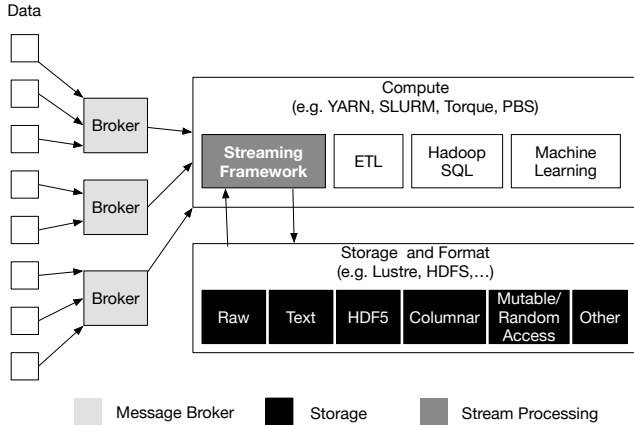 Data
Compute
(e.g. YARN, SLURM, Torque, PBS)
Broker
Streaming
Framework
ETL
Hadoop
SQL
Machine
Learning
Broker
Storage and Format
(e.g. Lustre, HDFS,...)
Broker
Raw
Text
HDF5
Columnar
Mutable/
Random
Access
Other
Message Broker
Storage
Stream Processing